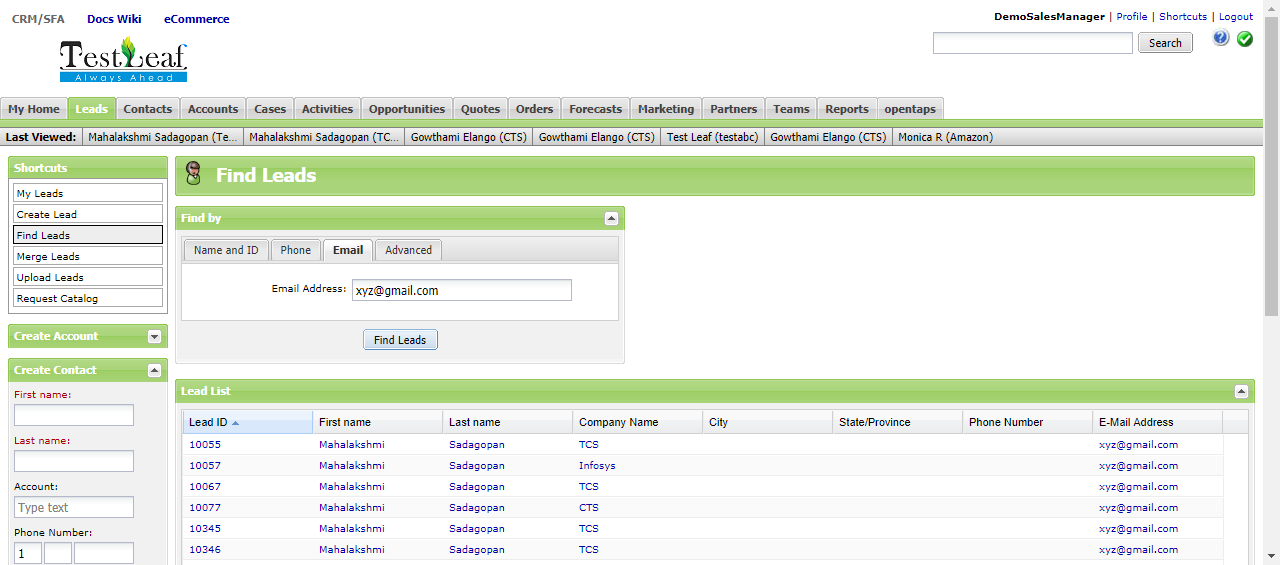 CRM/SFA Docs Wiki eCommerce
DemoSalesManager | Profile | Shortcuts | Logout
TestLeaf
Always Ahead
Search
My Home Leads Contacts Accounts Cases Activities Opportunities Quotes Orders Forecasts Marketing Partners Teams Reports opentaps
Last Viewed: Mahalakshmi Sadagopan (Te... Mahalakshmi Sadagopan (TC... Gowthami Elango (CTS) Gowthami Elango (CTS) Test Leaf (testabc) Gowthami Elango (CTS) Monica R (Amazon)
Shortcuts
My Leads
Create Lead
Find Leads
Merge Leads
Upload Leads
Request Catalog
Create Account
Create Contact
First name:
Last name:
Account:
Type text
Phone Number:
1
Find Leads
Find by
Name and ID Phone Email Advanced
Email Address: xyz@gmail.com
Find Leads
Lead List
Lead ID First name Last name Company Name City State/Province Phone Number E-Mail Address
10055 Mahalakshmi Sadagopan TCS xyz@gmail.com
10057 Mahalakshmi Sadagopan Infosys xyz@gmail.com
10067 Mahalakshmi Sadagopan TCS xyz@gmail.com
10077 Mahalakshmi Sadagopan CTS xyz@gmail.com
10345 Mahalakshmi Sadagopan TCS xyz@gmail.com
10346 Mahalakshmi Sadagopan TCS xyz@gmail.com